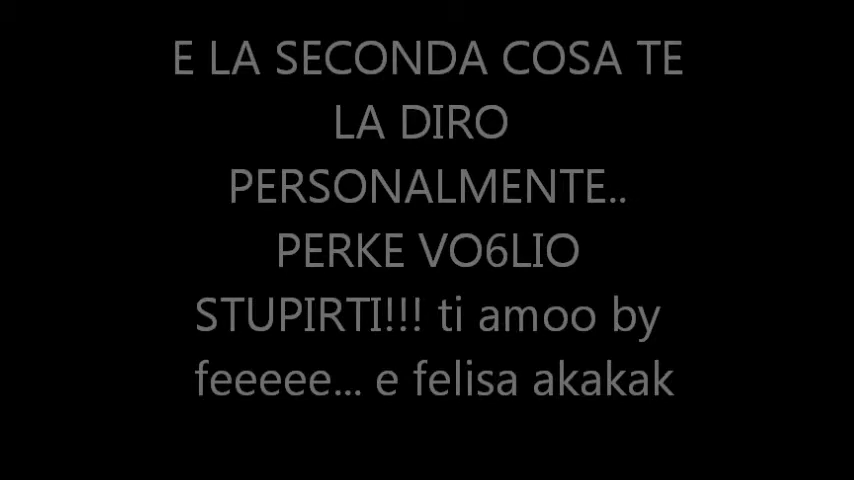 E LA SECONDA COSA TE
LA DIRO
PERSONALMENTE..
PERKE VO6LIO
STUPIRTI!!! ti amoo by
feeeee... e felisa akakak